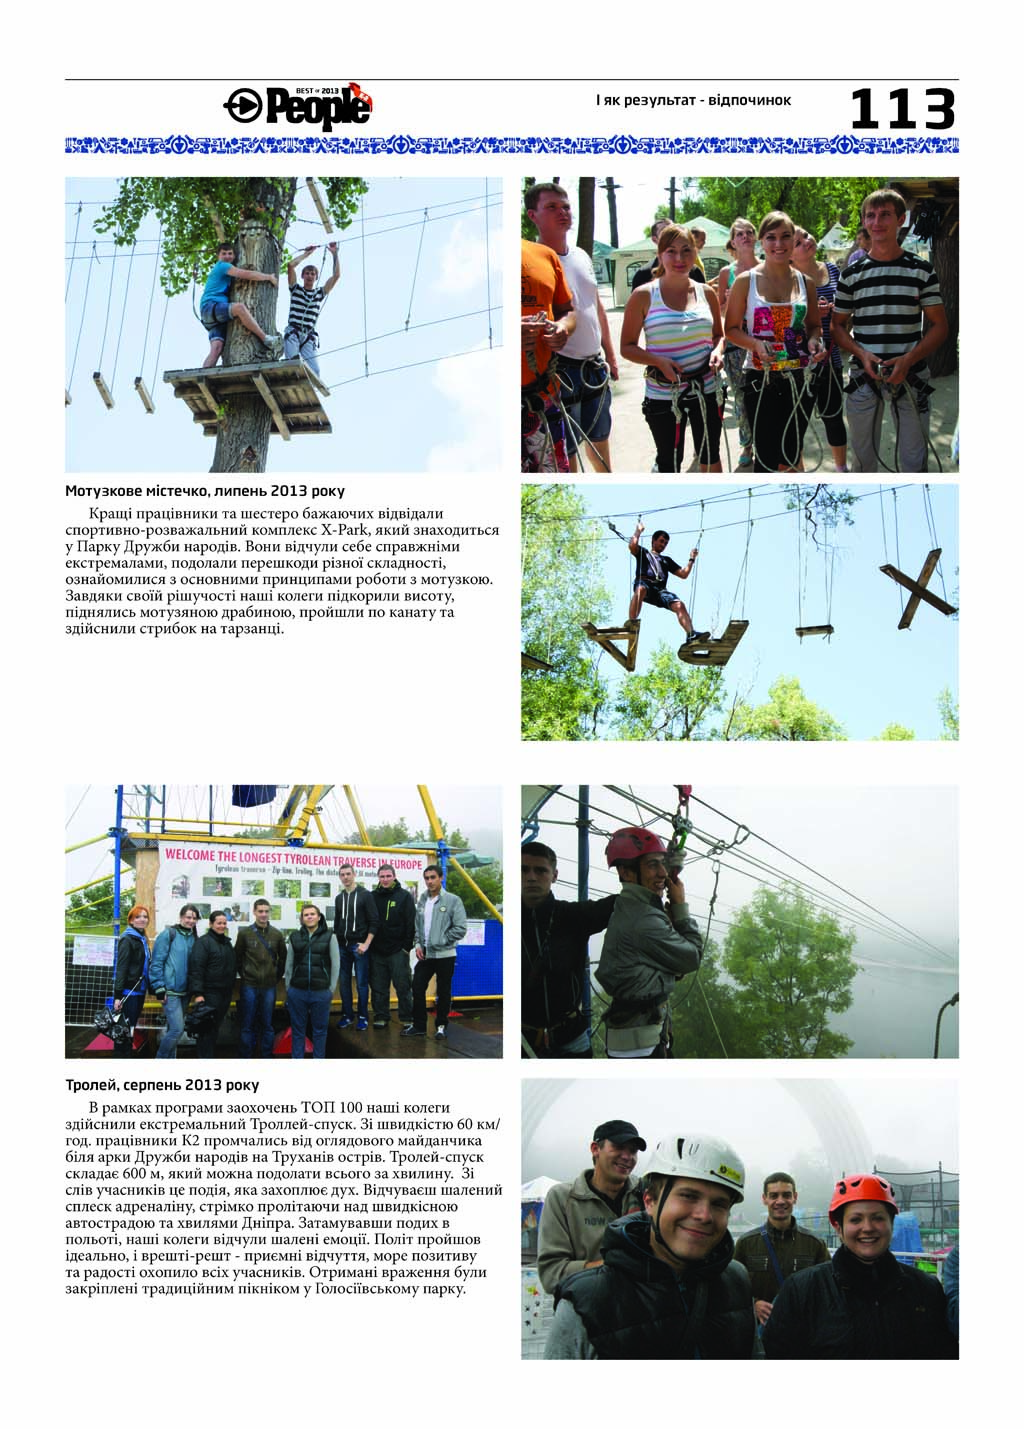 BEST OF 2013
People
І як результат - відпочинок
113
Мотузкове містечко, липень 2013 року
Кращі працівники та шестеро бажаючих відвідали
спортивно-розважальний комплекс X-Park, який знаходиться
у Парку Дружби народів. Вони відчули себе справжніми
екстремалами, подолали перешкоди різної складності,
ознайомилися з основними принципами роботи з мотузкою.
Завдяки своїй рішучості наші колеги підкорили висоту,
піднялись мотузяною драбиною, пройшли по канату та
здійснили стрибок на тарзанці.
WELCOME THE LONGEST TYROLEAN TRAVERSE IN EUROPE
Tyrolean traverse - Zip line. Trolley. The
Тролей, серпень 2013 року
В рамках програми заохочень ТОП 100 наші колеги
здійснили екстремальний Троллей-спуск. Зі швидкістю 60 км/
год. працівники К2 промчались від оглядового майданчика
біля арки Дружби народів на Труханів острів. Тролей-спуск
складає 600 м, який можна подолати всього за хвилину. Зі
слів учасників це подія, яка захоплює дух. Відчуваєш шалений
сплеск адреналіну, стрімко пролітаючи над швидкісною
автострадою та хвилями Дніпра. Затамувавши подих в
польоті, наші колеги відчули шалені емоції. Політ пройшов
ідеально, і врешті-решт - приємні відчуття, море позитиву
та радості охопило всіх учасників. Отримані враження були
закріплені традиційним пікніком у Голосіївському парку.